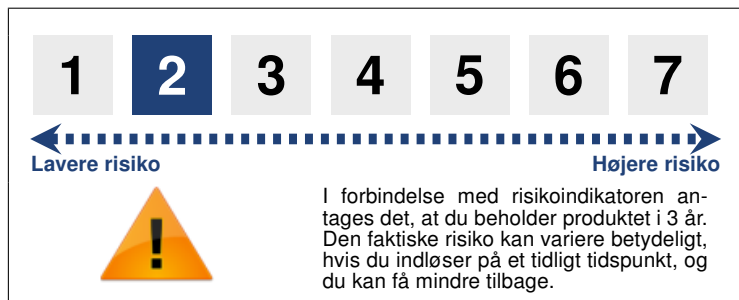 1 2 3 4 5 6 7
Lavere risiko Højere risiko
I forbindelse med risikoindikatoren an-
tages det, at du beholder produktet i 3 år.
Den faktiske risiko kan variere betydeligt,
hvis du indløser på et tidligt tidspunkt, og
du kan få mindre tilbage.